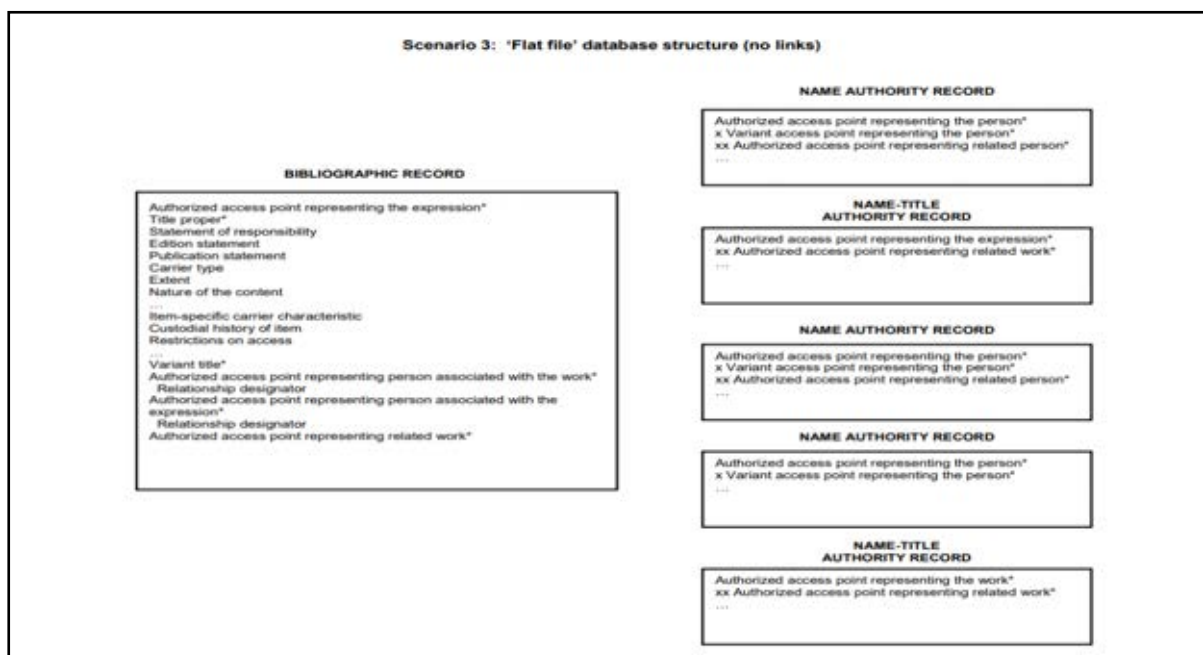 Scenario 3: 'Flat file' database structure (no links)
BIBLIOGRAPHIC RECORD
Authorized access point representing the expression*
Title proper*
Statement of responsibility
Edition statement
Publication statement
Carrier type
Extent
Nature of the content
…
Item-specific carrier characteristic
Custodial history of item
Restrictions on access
…
Variant title*
Authorized access point representing person associated with the work*
Relationship designator
Authorized access point representing person associated with the
expression*
Relationship designator
Authorized access point representing related work*
NAME AUTHORITY RECORD
Authorized access point representing the person*
x Variant access point representing the person*
xx Authorized access point representing related person*
…
NAME-TITLE
AUTHORITY RECORD
Authorized access point representing the expression*
xx Authorized access point representing related work*
…
NAME AUTHORITY RECORD
Authorized access point representing the person*
x Variant access point representing the person*
xx Authorized access point representing related person*
…
NAME AUTHORITY RECORD
Authorized access point representing the person*
x Variant access point representing the person*
…
NAME-TITLE
AUTHORITY RECORD
Authorized access point representing the work*
xx Authorized access point representing related work*
…